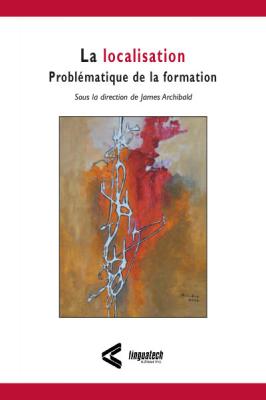 La localisation
Problématique de la formation
Sous la direction de James Archibald
linguatech